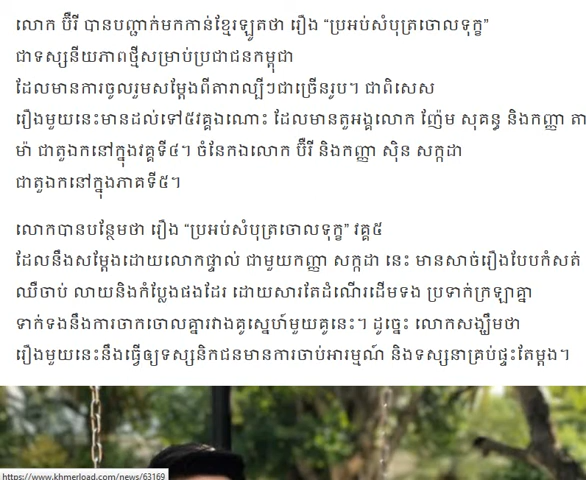 លោក ប៊ឺរី បានបញ្ជាក់មកកាន់ខ្មែរឡូតថា រឿង “ប្រអប់សំបុត្រចោលទុក្ខ”
ជាទស្សនីយភាពថ្មីសម្រាប់ប្រជាជនកម្ពុជា
ដែលមានការចូលរួមសម្ដែងពីតារាល្បីៗជាច្រើនរូប។ ជាពិសេស
រឿងមួយនេះមានដល់ទៅ៥វគ្គឯណោះ ដែលមានតួអង្គលោក ញ៉ែម សុគន្ធ និងកញ្ញា តា
ម៉ា ជាតួឯកនៅក្នុងវគ្គទី៤។ ចំនែកឯលោក ប៊ឺរី និងកញ្ញា ស៊ិន សក្កដា
ជាតួឯកនៅក្នុងភាគទី៥។
លោកបានបន្ថែមថា រឿង “ប្រអប់សំបុត្រចោលទុក្ខ” វគ្គ៥
ដែលនឹងសម្ដែងដោយលោកផ្ទាល់ ជាមួយកញ្ញា សក្កដា នេះ មានសាច់រឿងបែបកំសត់
ឈឺចាប់ លាយនិងកំប្លែងផងដែរ ដោយសារតែដំណើរដើមទង ប្រទាក់ក្រឡាគ្នា
ទាក់ទងនឹងការចាកចោលគ្នារវាងគូស្នេហ៍មួយគូនេះ។ ដូច្នេះ លោកសង្ឃឹមថា
រឿងមួយនេះនឹងធ្វើឲ្យទស្សនិកជនមានការចាប់អារម្មណ៍ និងទស្សនាគ្រប់ផ្ទះតែម្ដង។
https://www.khmerload.com/news/63169